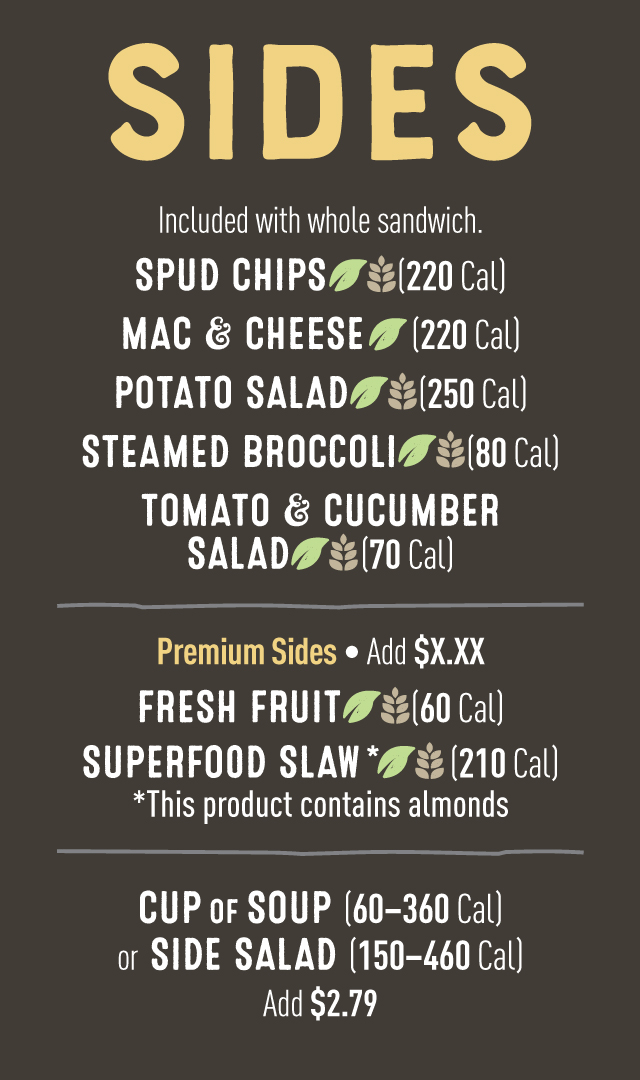 SIDES
Included with whole sandwich.
SPUD CHIPS (220 Cal)
MAC & CHEESE (220 Cal)
POTATO SALAD (250 Cal)
STEAMED BROCCOLI (80 Cal)
TOMATO & CUCUMBER
SALAD (70 Cal)
Premium Sides • Add $X.XX
FRESH FRUIT (60 Cal)
SUPERFOOD SLAW * (210 Cal)
*This product contains almonds
CUP OF SOUP (60–360 Cal)
or SIDE SALAD (150–460 Cal)
Add $2.79